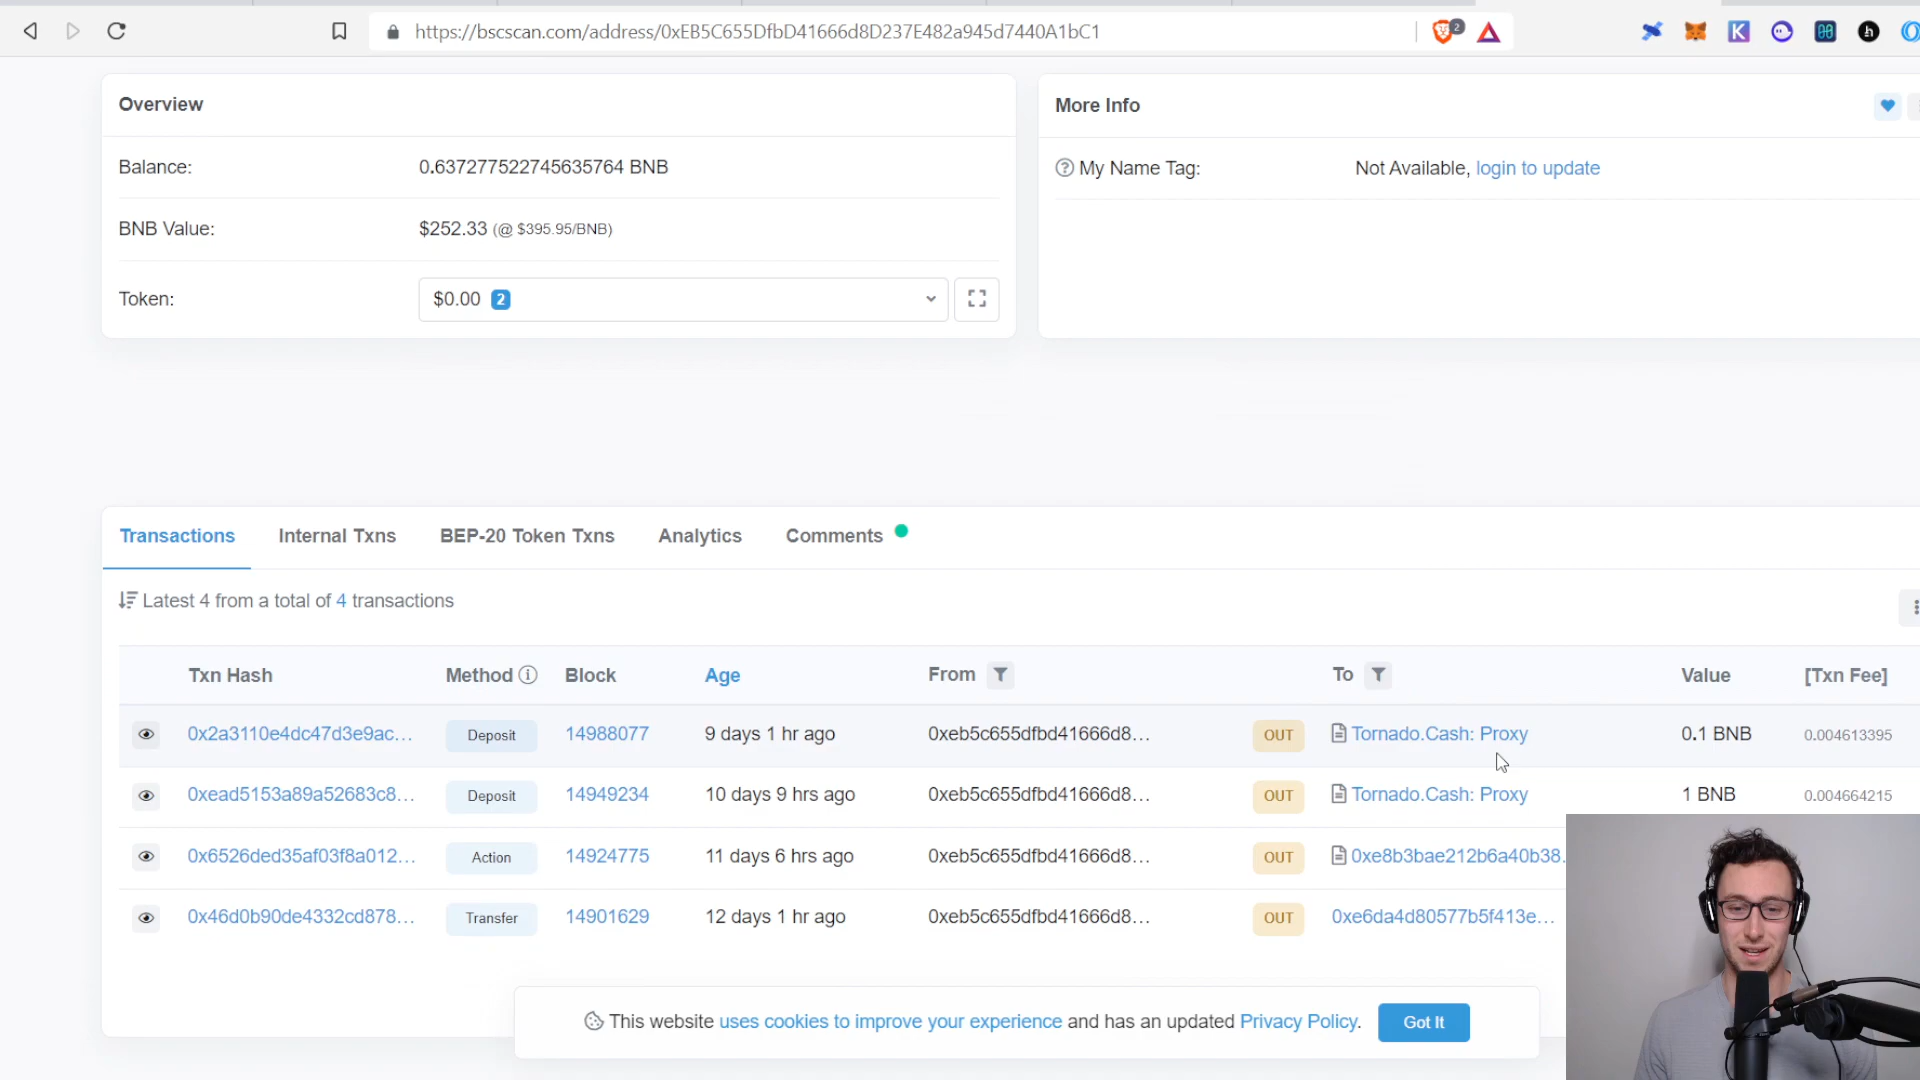 https://bscscan.com/address/0xEB5C655DfbD41666d8D237E482a945d7440A1bC1
2
Overview
Balance: 0.637277522745635764 BNB
BNB Value: $252.33 (@ $395.95/BNB)
Token: $0.00 2
More Info
My Name Tag: Not Available, login to update
Transactions Internal Txns BEP-20 Token Txns Analytics Comments
Latest 4 from a total of 4 transactions
Txn Hash Method Block Age From To Value [Txn Fee]
0x2a3110e4dc47d3e9ac... Deposit 14988077 9 days 1 hr ago 0xeb5c655dfbd41666d8... OUT Tornado.Cash: Proxy 0.1 BNB 0.004613395
0xead5153a89a52683c8... Deposit 14949234 10 days 9 hrs ago 0xeb5c655dfbd41666d8... OUT Tornado.Cash: Proxy 1 BNB 0.004664215
0x6526ded35af03f8a012... Action 14924775 11 days 6 hrs ago 0xeb5c655dfbd41666d8... OUT 0xe8b3bae212b6a40b38.
0x46d0b90de4332cd878... Transfer 14901629 12 days 1 hr ago 0xeb5c655dfbd41666d8... OUT 0xe6da4d80577b5f413e...
This website uses cookies to improve your experience and has an updated Privacy Policy. Got It